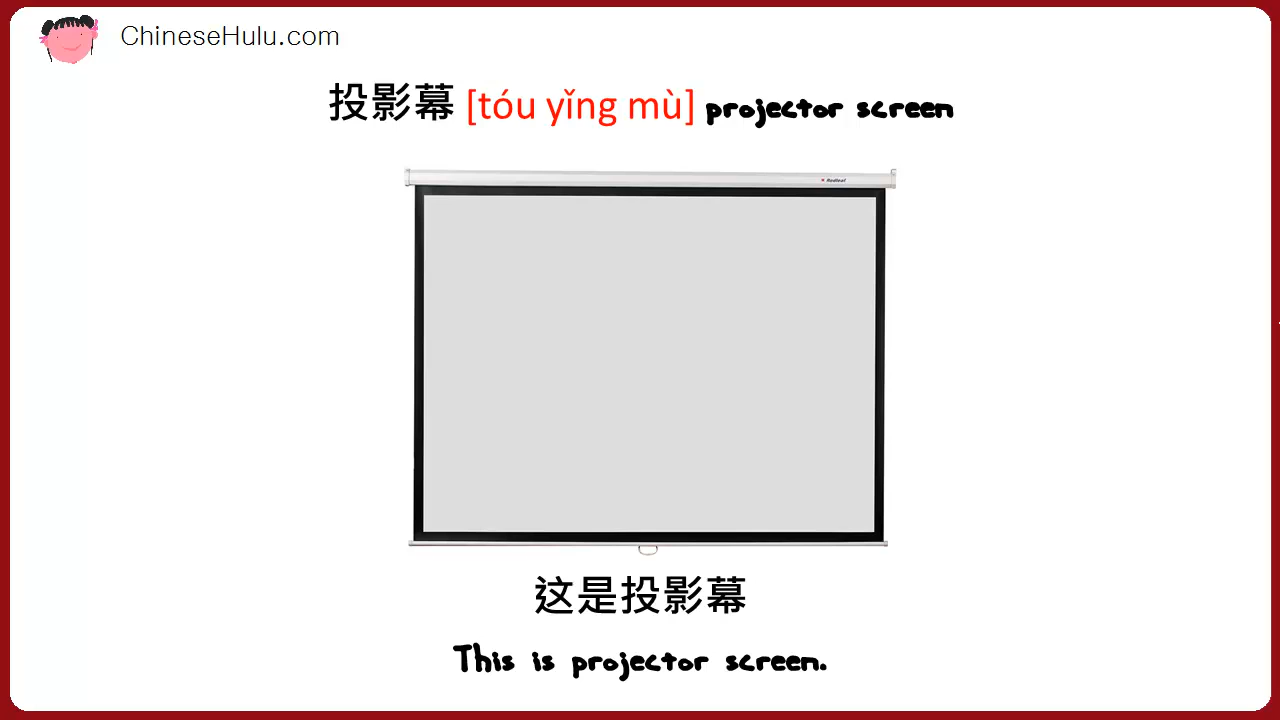 ChineseHulu.com
投影幕 [tóu yǐng mù] projector screen
Redleaf
这是投影幕
This is projector screen.